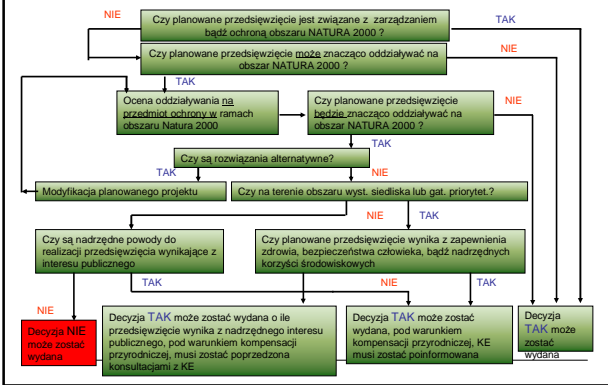 NIE
Czy planowane przedsięwzięcie jest związane z zarządzaniem
bądź ochroną obszaru NATURA 2000 ?
TAK
Czy planowane przedsięwzięcie może znacząco oddziaływać na
obszar NATURA 2000 ?
NIE
TAK
Ocena oddziaływania na
przedmiot ochrony w ramach
obszaru Natura 2000
Czy planowane przedsięwzięcie
będzie znacząco oddziaływać na
obszar NATURA 2000 ?
NIE
TAK
Czy są rozwiązania alternatywne?
TAK
NIE
Modyfikacja planowanego projektu
Czy na terenie obszaru wyst. siedliska lub gat. priorytet.?
NIE
TAK
Czy są nadrzędne powody do
realizacji przedsięwzięcia wynikające z
interesu publicznego
Czy planowane przedsięwzięcie wynika z zapewnienia
zdrowia, bezpieczeństwa człowieka, bądź nadrzędnych
korzyści środowiskowych
TAK
NIE
TAK
NIE
Decyzja NIE
może zostać
wydana
Decyzja TAK może zostać wydana o ile
przedsięwzięcie wynika z nadrzędnego interesu
publicznego, pod warunkiem kompensacji
przyrodniczej, musi zostać poprzedzona
konsultacjami z KE
Decyzja TAK może zostać
wydana, pod warunkiem
kompensacji przyrodniczej, KE
musi zostać poinformowana
Decyzja
TAK może
zostać
wydana